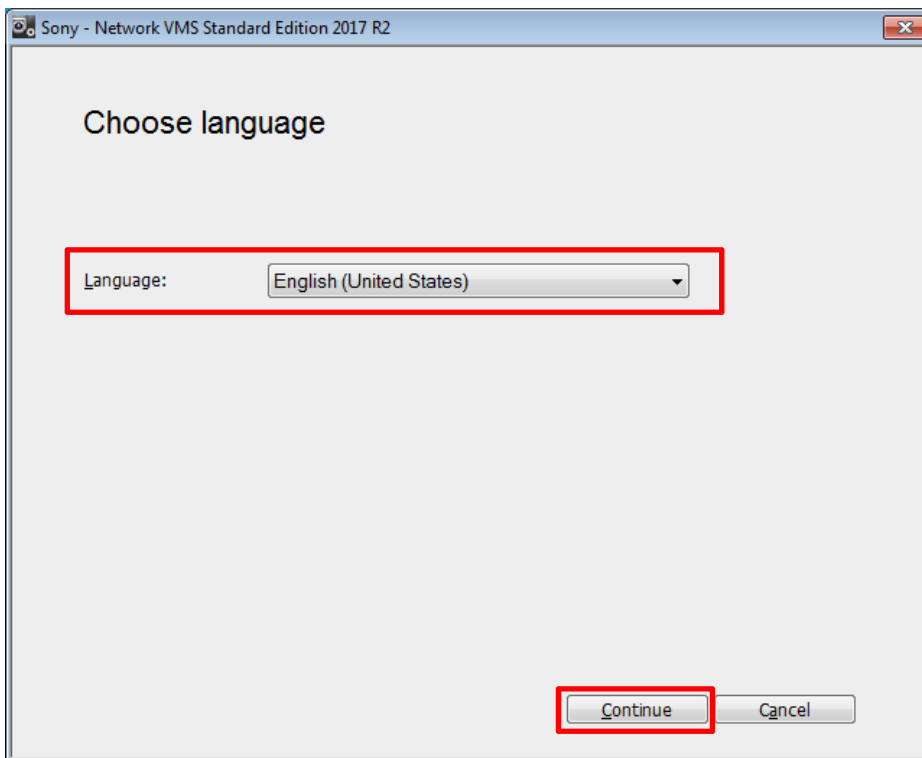 Sony - Network VMS Standard Edition 2017 R2
Choose language
Language: English (United States)
Continue Cancel